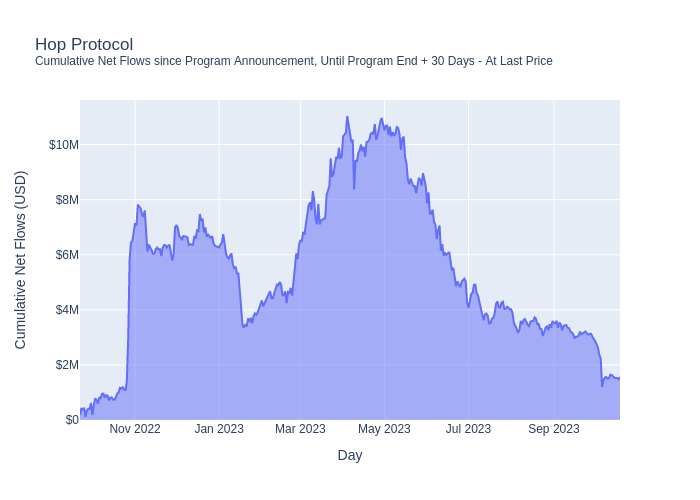 Hop Protocol
Cumulative Net Flows since Program Announcement, Until Program End + 30 Days - At Last Price
Cumulative Net Flows (USD)
$10M
$8M
$6M
$4M
$2M
$0
Nov 2022 Jan 2023 Mar 2023 May 2023 Jul 2023 Sep 2023
Day